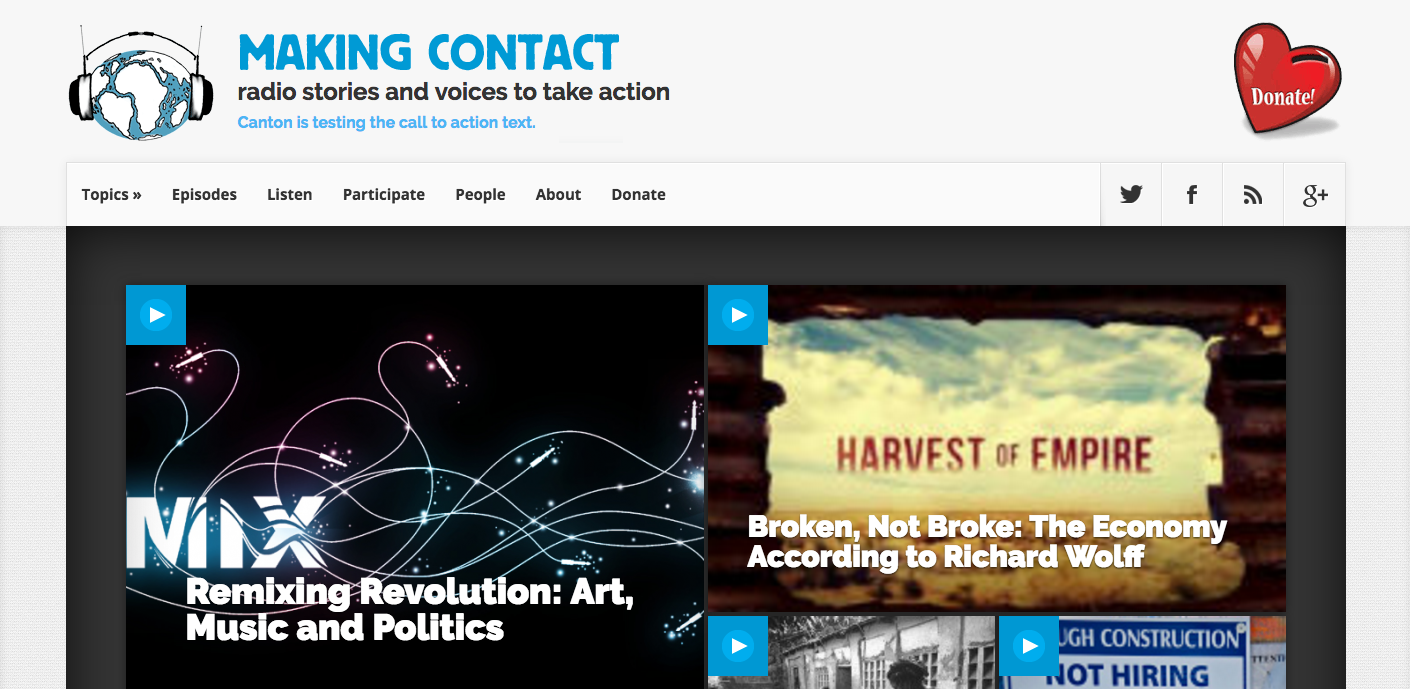 MAKING CONTACT
radio stories and voices to take action
Canton is testing the call to action text.
Donate!
Topics »
Episodes
Listen
Participate
People
About
Donate
g+
MIX
Remixing Revolution: Art,
Music and Politics
HARVEST OF EMPIRE
Broken, Not Broke: The Economy
According to Richard Wolff
CONSTRUCTION
NOT HIRING